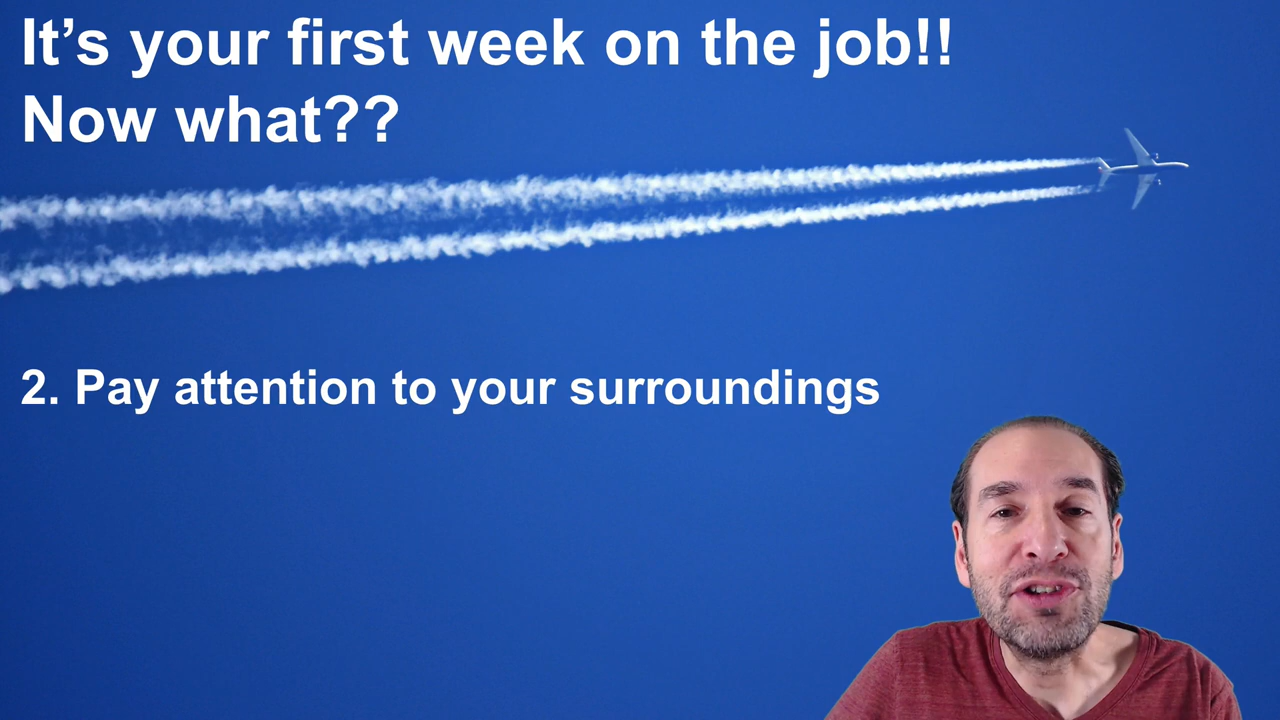 It’s your first week on the job!!
Now what??
2. Pay attention to your surroundings